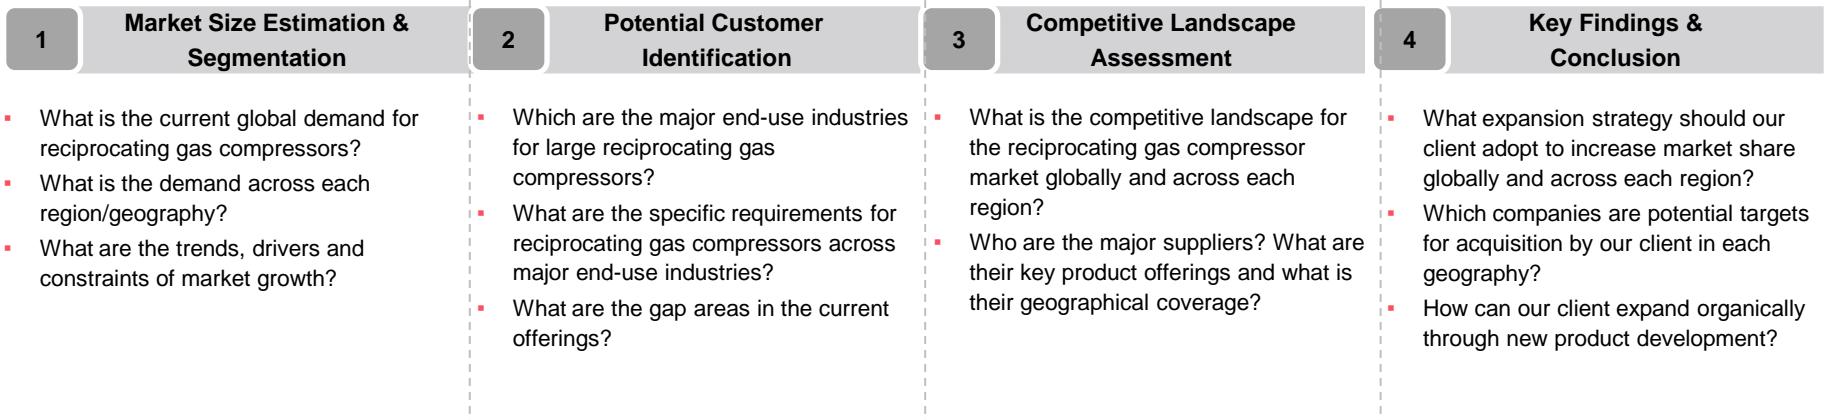 1
Market Size Estimation &
Segmentation
What is the current global demand for
reciprocating gas compressors?
What is the demand across each
region/geography?
What are the trends, drivers and
constraints of market growth?
2
Potential Customer
Identification
Which are the major end-use industries
for large reciprocating gas
compressors?
What are the specific requirements for
reciprocating gas compressors across
major end-use industries?
What are the gap areas in the current
offerings?
3
Competitive Landscape
Assessment
What is the competitive landscape for
the reciprocating gas compressor
market globally and across each
region?
Who are the major suppliers? What are
their key product offerings and what is
their geographical coverage?
4
Key Findings &
Conclusion
What expansion strategy should our
client adopt to increase market share
globally and across each region?
Which companies are potential targets
for acquisition by our client in each
geography?
How can our client expand organically
through new product development?